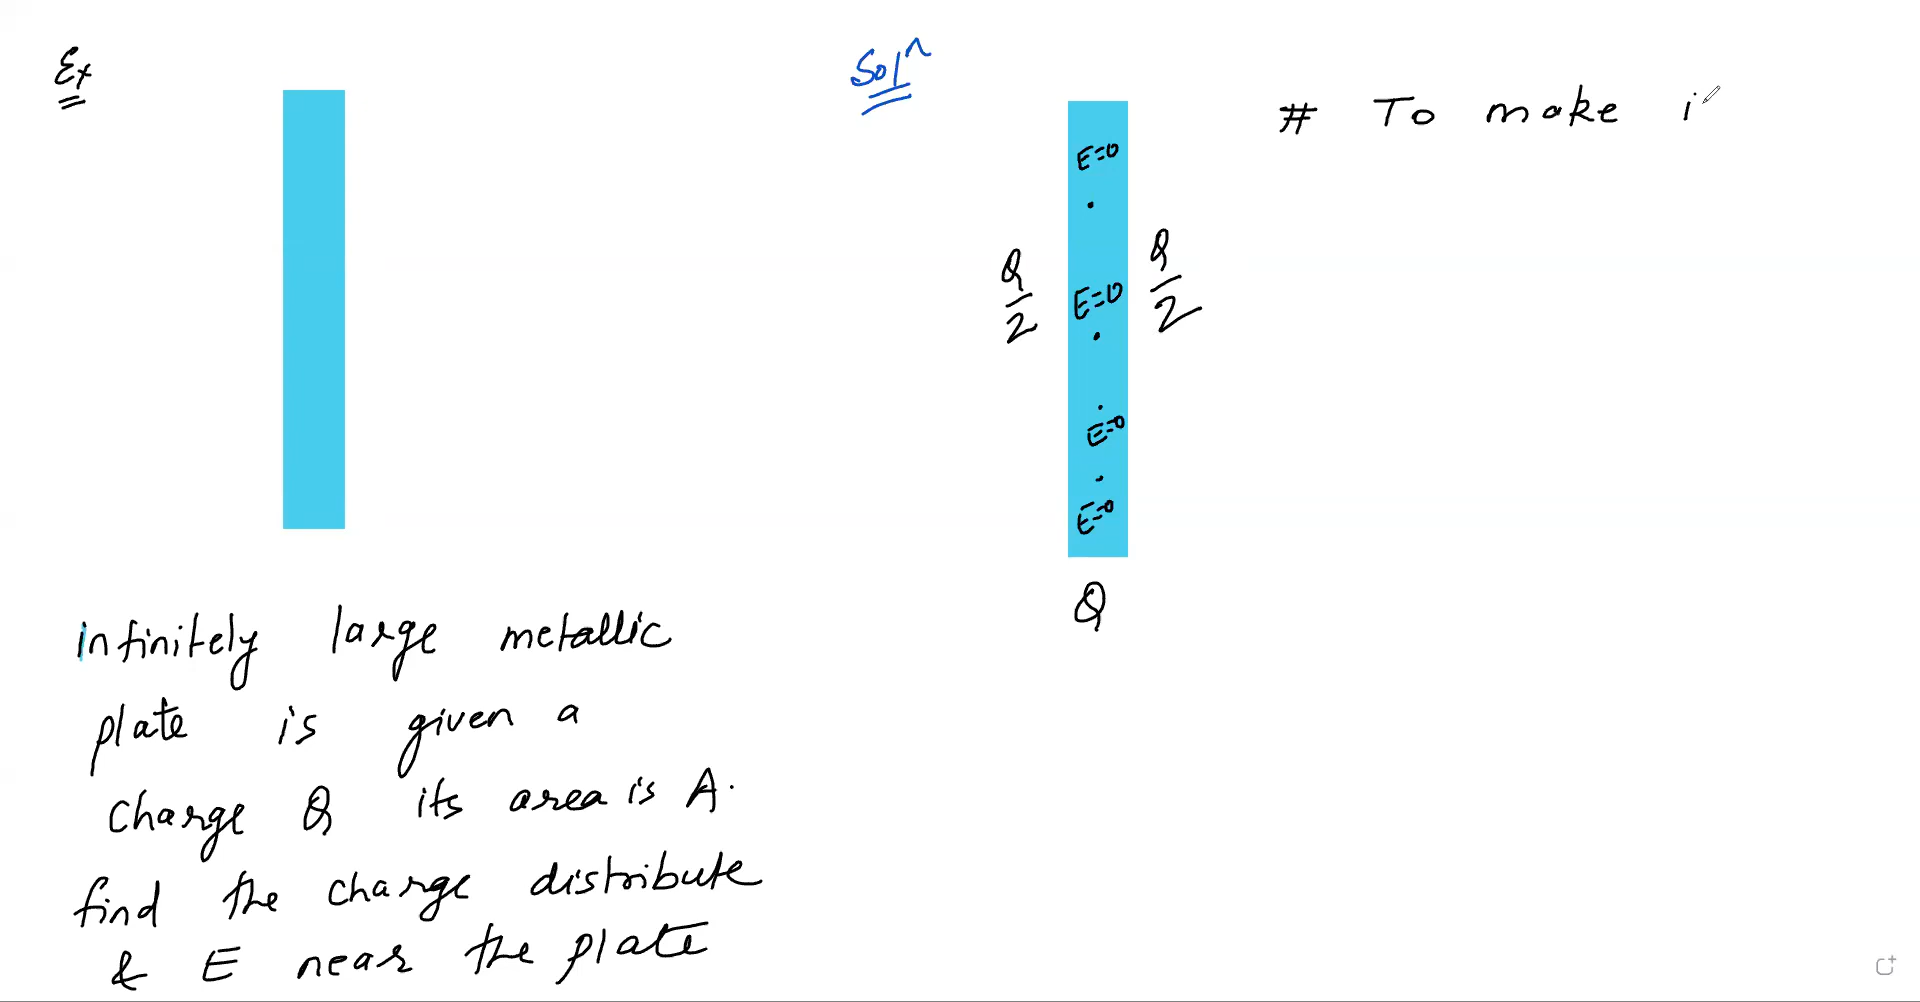 Ex
infinitely large metallic
plate is given a
charge Q its area is A.
find the charge distribute
& E near the plate
Solⁿ
E=0
Q/2
E=0
Q/2
E=0
E=0
Q
# To make i